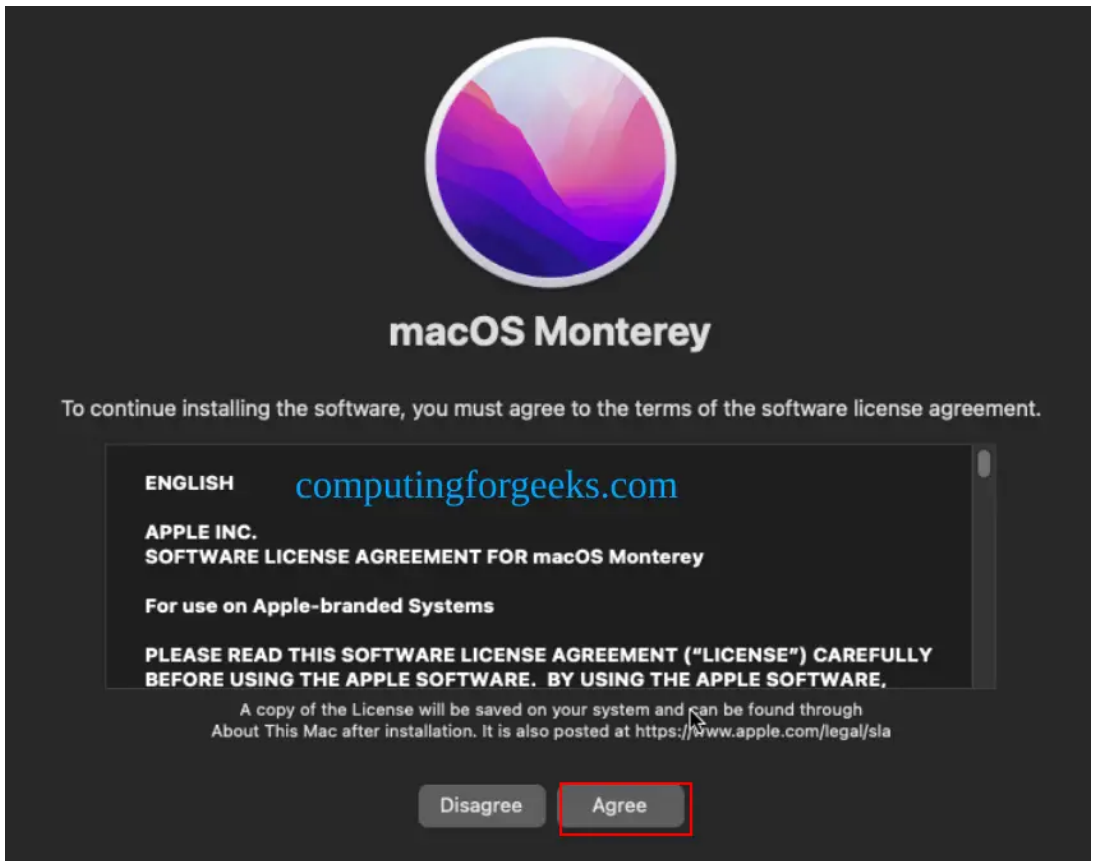 macOS Monterey
To continue installing the software, you must agree to the terms of the software license agreement.
ENGLISH computingforgeeks.com
APPLE INC.
SOFTWARE LICENSE AGREEMENT FOR macOS Monterey
For use on Apple-branded Systems
PLEASE READ THIS SOFTWARE LICENSE AGREEMENT (“LICENSE”) CAREFULLY
BEFORE USING THE APPLE SOFTWARE.  BY USING THE APPLE SOFTWARE,
A copy of the License will be saved on your system and can be found through
About This Mac after installation. It is also posted at https://www.apple.com/legal/sla
Disagree Agree